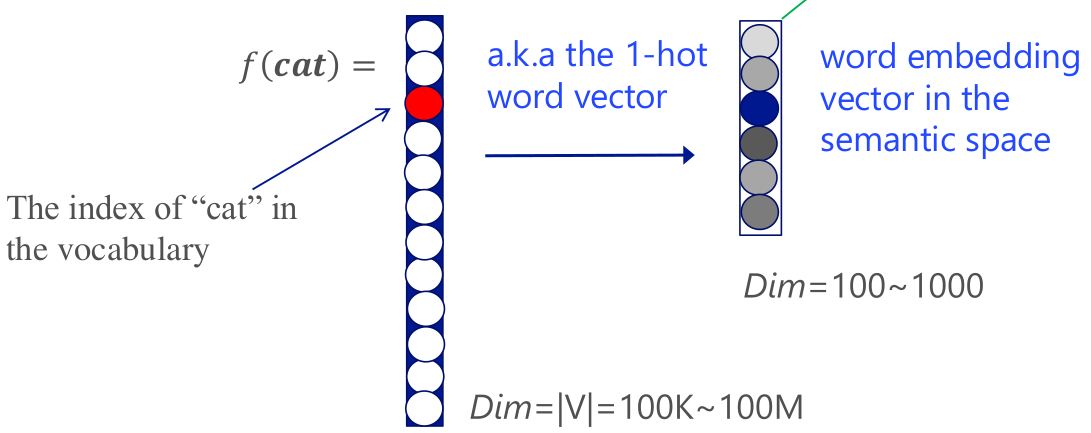 f(cat) =
a.k.a the 1-hot
word vector
word embedding
vector in the
semantic space
The index of “cat” in
the vocabulary
Dim=100~1000
Dim=|V|=100K~100M